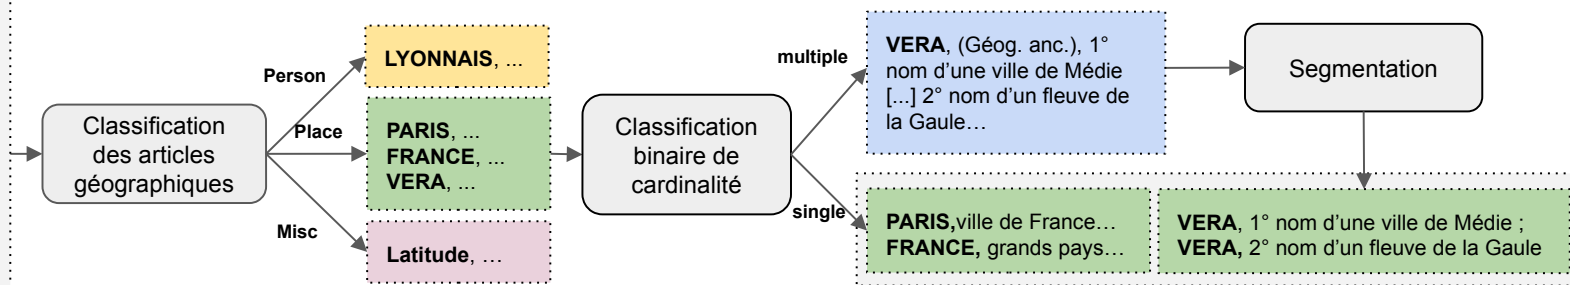 Classification
des articles
géographiques
Person
Place
Misc
LYONNAIS, ...
PARIS, ...
FRANCE, ...
VERA, ...
Latitude, …
Classification
binaire de
cardinalité
multiple
single
VERA, (Géog. anc.), 1°
nom d’une ville de Médie
[...] 2° nom d’un fleuve de
la Gaule…
Segmentation
PARIS,ville de France…
FRANCE, grands pays…
VERA, 1° nom d’une ville de Médie ;
VERA, 2° nom d’un fleuve de la Gaule